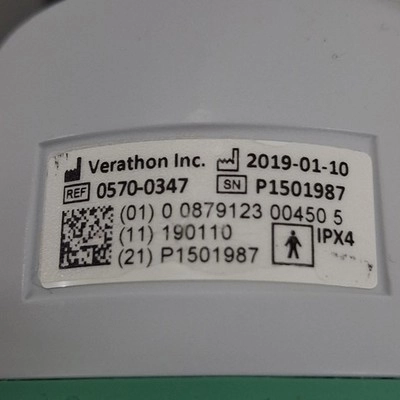 Verathon Inc. 2019-01-10
REF 0570-0347 SN P1501987
(01) 0 0879123 00450 5
(11) 190110
(21) P1501987
IPX4